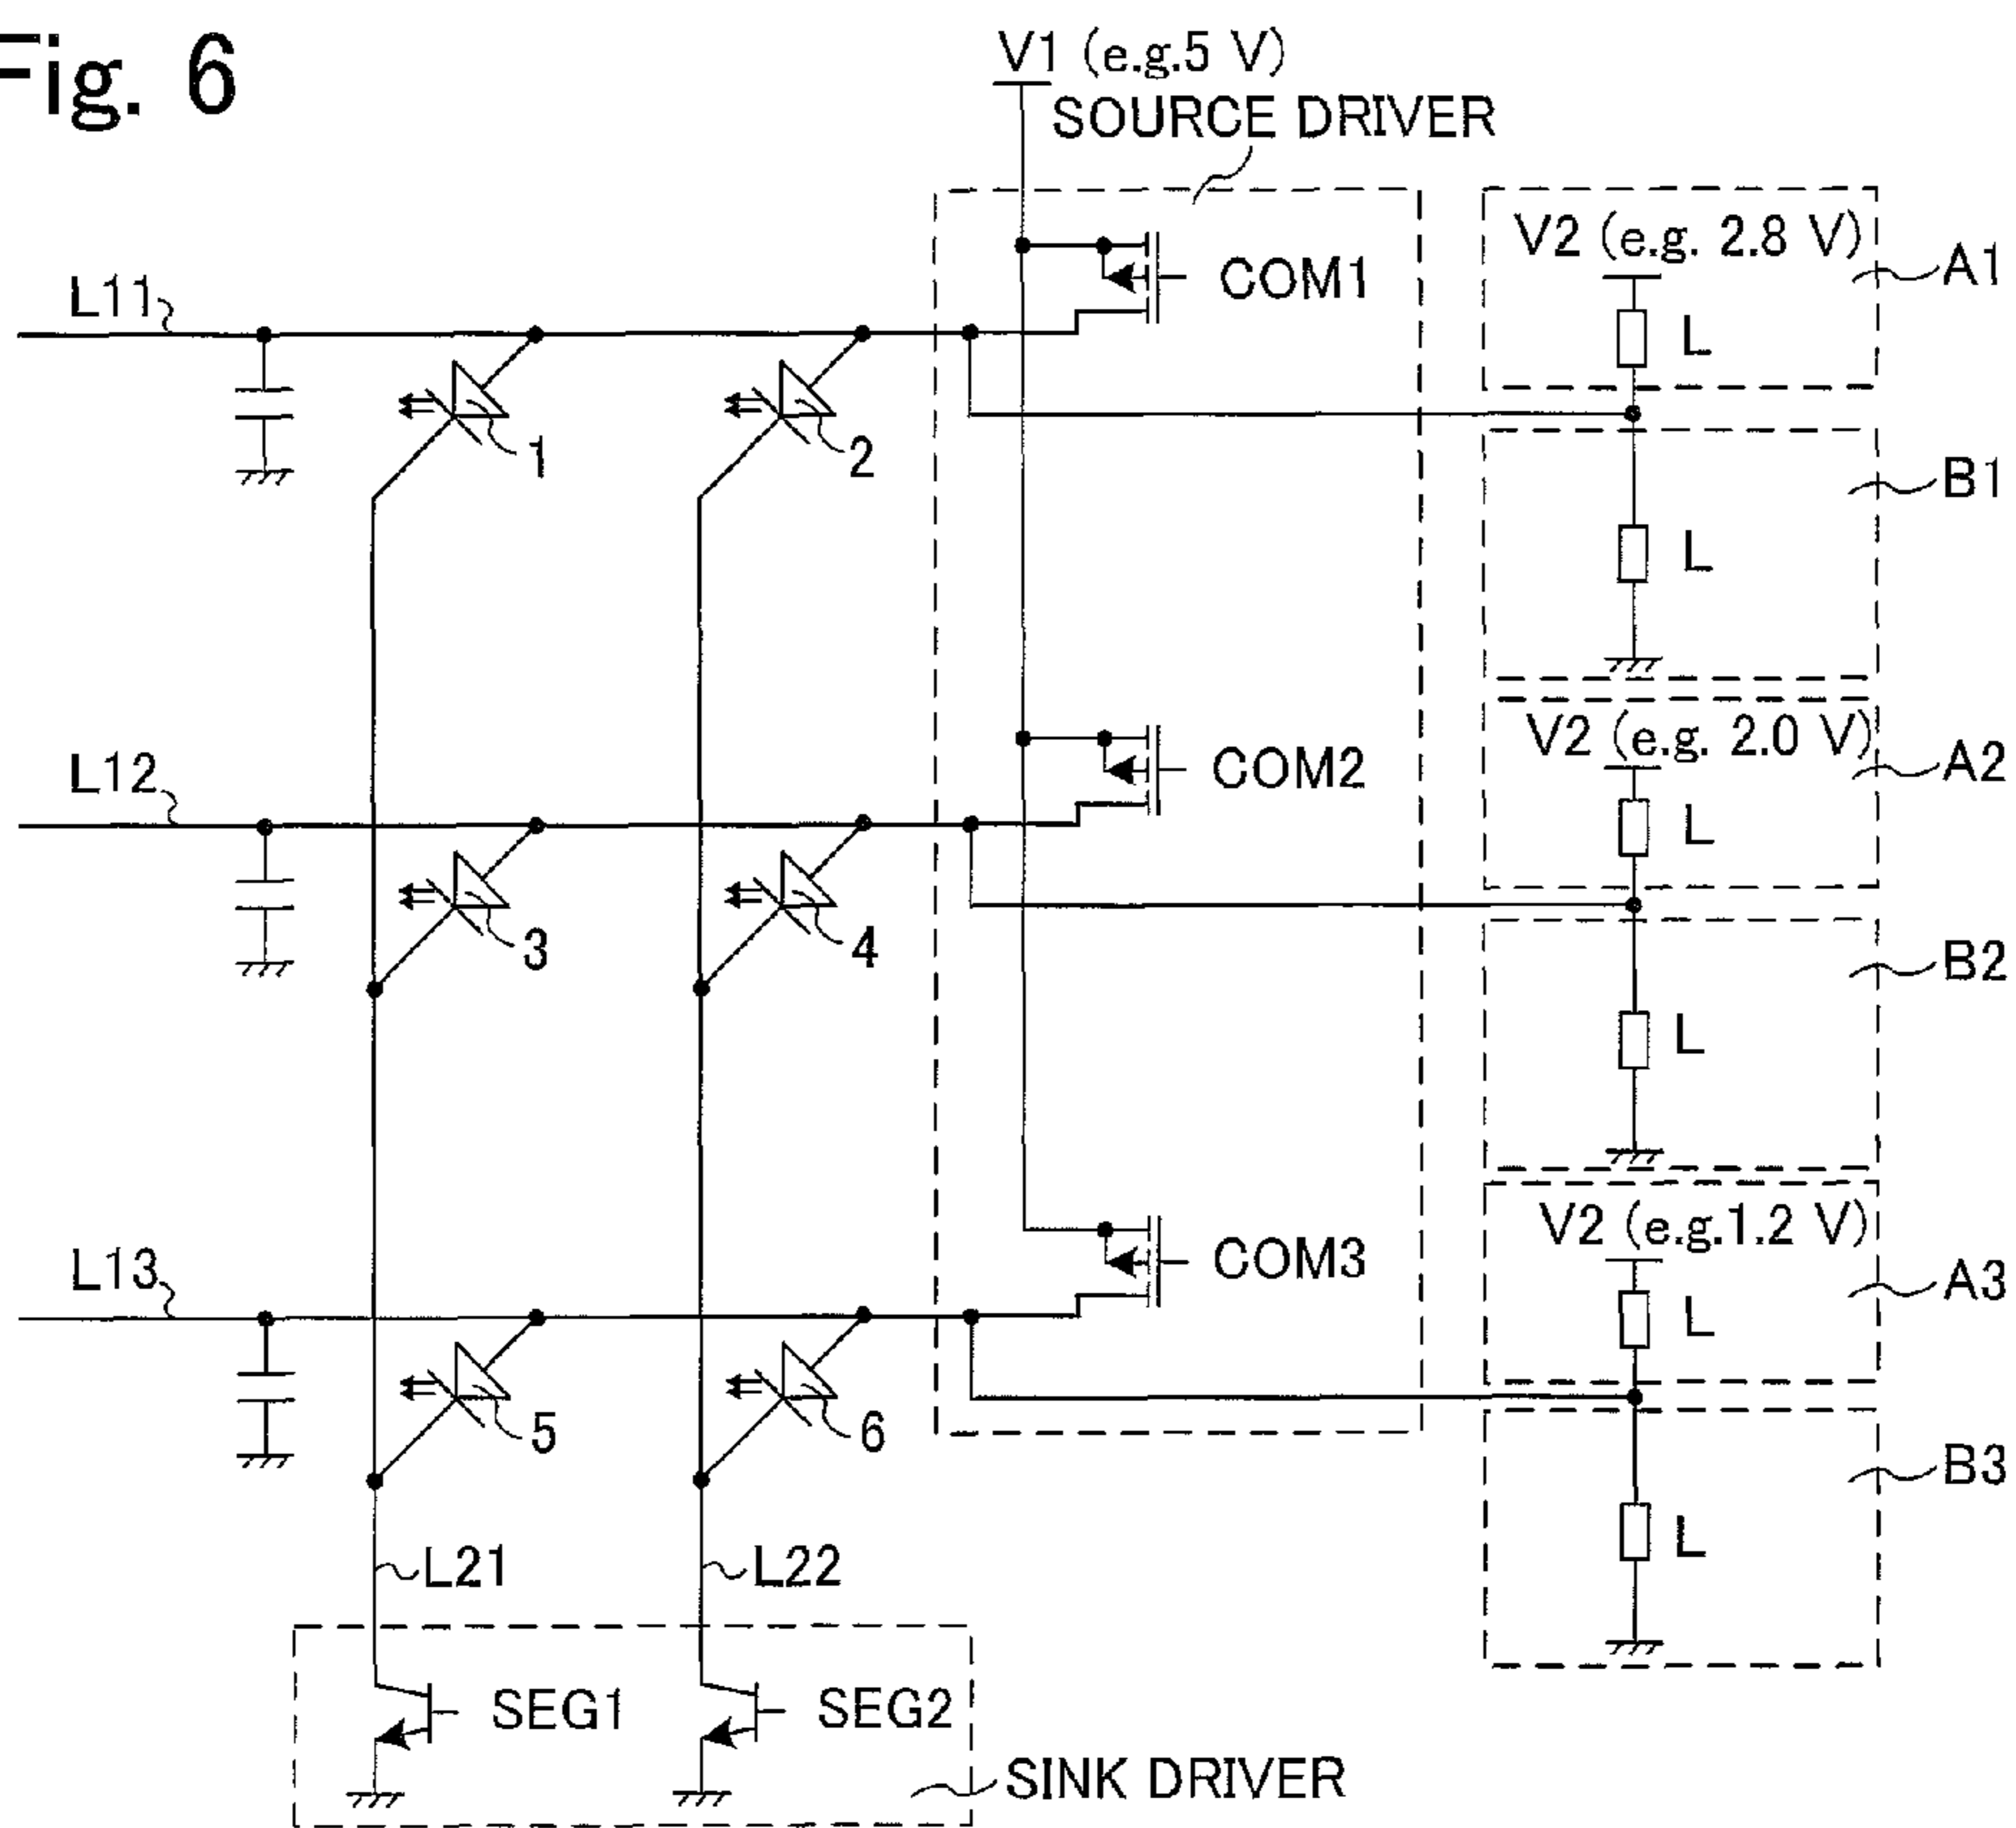 Fig. 6
V1 (e.g.5 V)
SOURCE DRIVER
V2 (e.g. 2.8 V)
A1
COM1
L11
L
1
2
B1
L
V2 (e.g. 2.0 V)
A2
COM2
L12
L
3
4
B2
L
V2 (e.g.1.2 V)
A3
COM3
L13
L
5
6
B3
L
L21
L22
SEG1
SEG2
SINK DRIVER